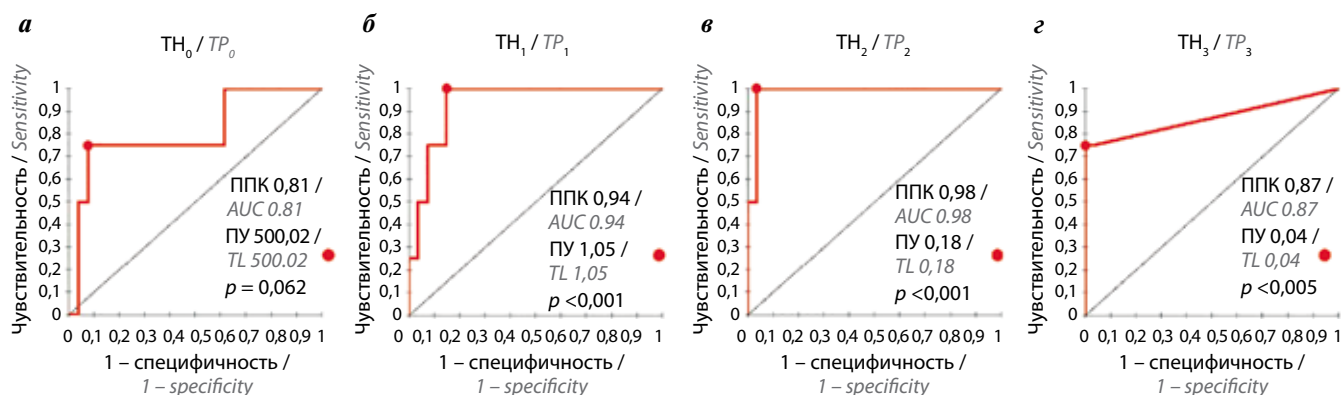 а
ТН₀ / TP₀
Чувствительность / Sensitivity
1
0,9
0,8
0,7
0,6
0,5
0,4
0,3
0,2
0,1
0
ППК 0,81 /
AUC 0.81
ПУ 500,02 /
TL 500.02
p = 0,062
0 0,1 0,2 0,3 0,4 0,5 0,6 0,7 0,8 0,9 1
1 – специфичность /
1 – specificity
б
ТН₁ / TP₁
Чувствительность / Sensitivity
1
0,9
0,8
0,7
0,6
0,5
0,4
0,3
0,2
0,1
0
ППК 0,94 /
AUC 0.94
ПУ 1,05 /
TL 1,05
p <0,001
0 0,1 0,2 0,3 0,4 0,5 0,6 0,7 0,8 0,9 1
1 – специфичность /
1 – specificity
в
ТН₂ / TP₂
Чувствительность / Sensitivity
1
0,9
0,8
0,7
0,6
0,5
0,4
0,3
0,2
0,1
0
ППК 0,98 /
AUC 0.98
ПУ 0,18 /
TL 0,18
p <0,001
0 0,1 0,2 0,3 0,4 0,5 0,6 0,7 0,8 0,9 1
1 – специфичность /
1 – specificity
г
ТН₃ / TP₃
Чувствительность / Sensitivity
1
0,9
0,8
0,7
0,6
0,5
0,4
0,3
0,2
0,1
0
ППК 0,87 /
AUC 0.87
ПУ 0,04 /
TL 0,04
p <0,005
0 0,1 0,2 0,3 0,4 0,5 0,6 0,7 0,8 0,9 1
1 – специфичность /
1 – specificity